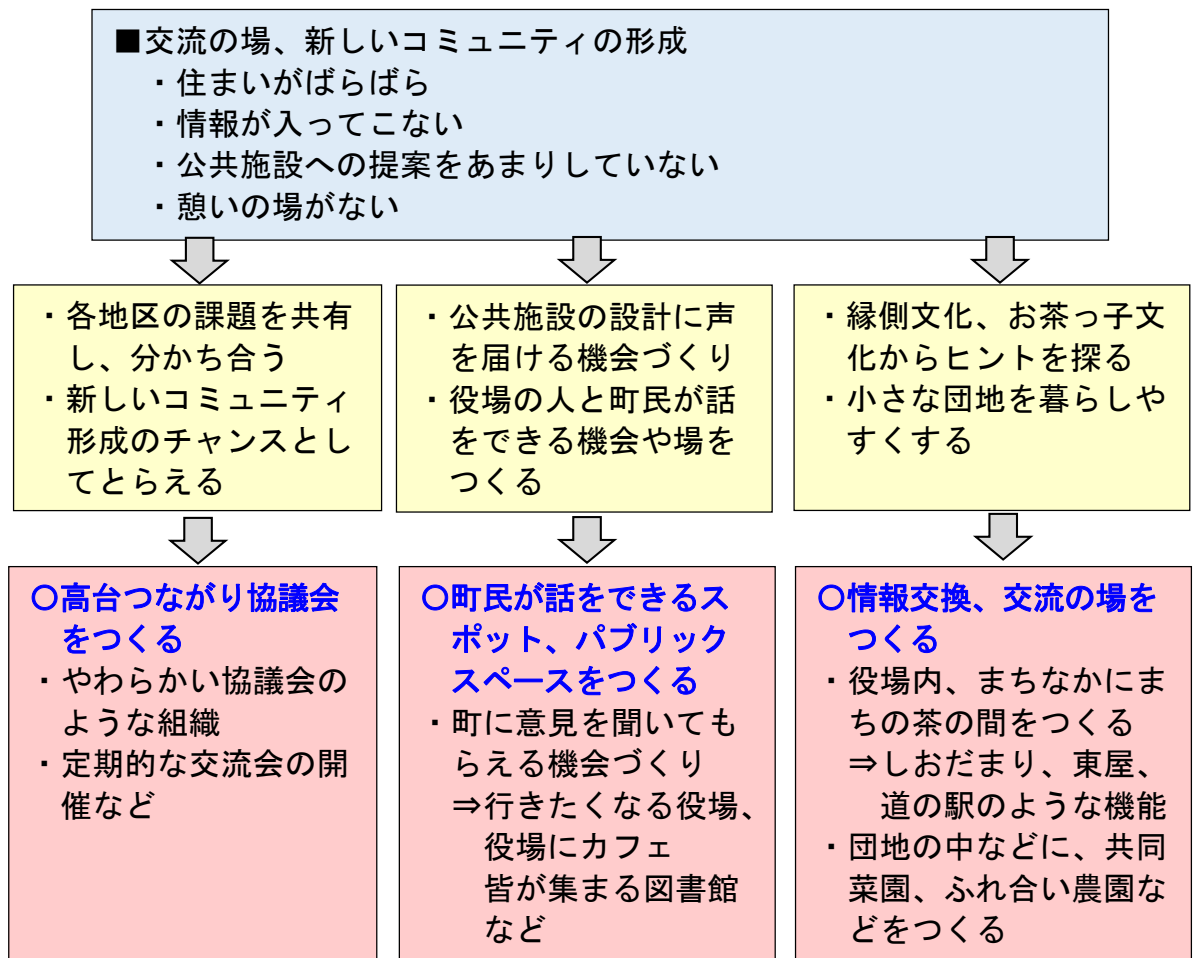 ■交流の場、新しいコミュニティの形成
・住まいがばらばら
・情報が入ってこない
・公共施設への提案をあまりしていない
・憩いの場がない
・各地区の課題を共有
し、分かち合う
・新しいコミュニティ
形成のチャンスとし
てとらえる
・公共施設の設計に声
を届ける機会づくり
・役場の人と町民が話
をできる機会や場を
つくる
・縁側文化、お茶っ子文
化からヒントを探る
・小さな団地を暮らしや
すくする
○高台つながり協議会
をつくる
・やわらかい協議会の
ような組織
・定期的な交流会の開
催など
○町民が話をできるス
ポット、パブリック
スペースをつくる
・町に意見を聞いても
らえる機会づくり
⇒行きたくなる役場、
役場にカフェ
皆が集まる図書館
など
○情報交換、交流の場を
つくる
・役場内、まちなかにま
ちの茶の間をつくる
⇒しおだまり、東屋、
道の駅のような機能
・団地の中などに、共同
菜園、ふれ合い農園な
どをつくる